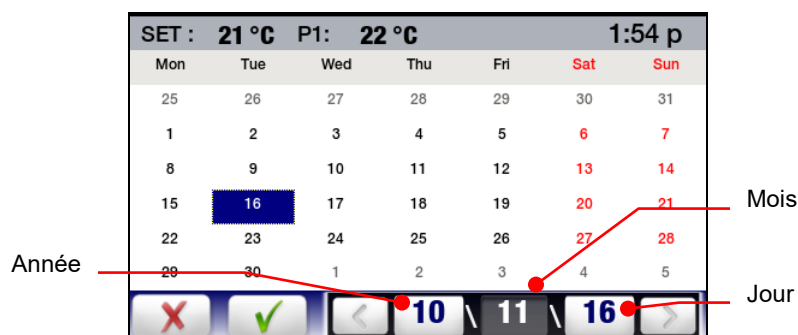 SET : 21 °C P1: 22 °C 1:54 p
Mon Tue Wed Thu Fri Sat Sun
25 26 27 28 29 30 31
1 2 3 4 5 6 7
8 9 10 11 12 13 14
15 16 17 18 19 20 21
Mois
22 23 24 25 26 27 28
Année
29 30 1 2 3 4 5
Jour
< 10 \ 11 \ 16 >